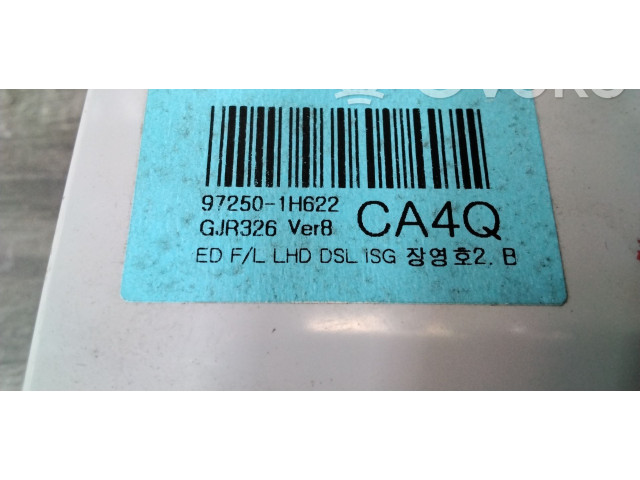 97250-1H622
GJR326 Ver8 CA4Q
ED F/L LHD DSL ISG 장영호2. B